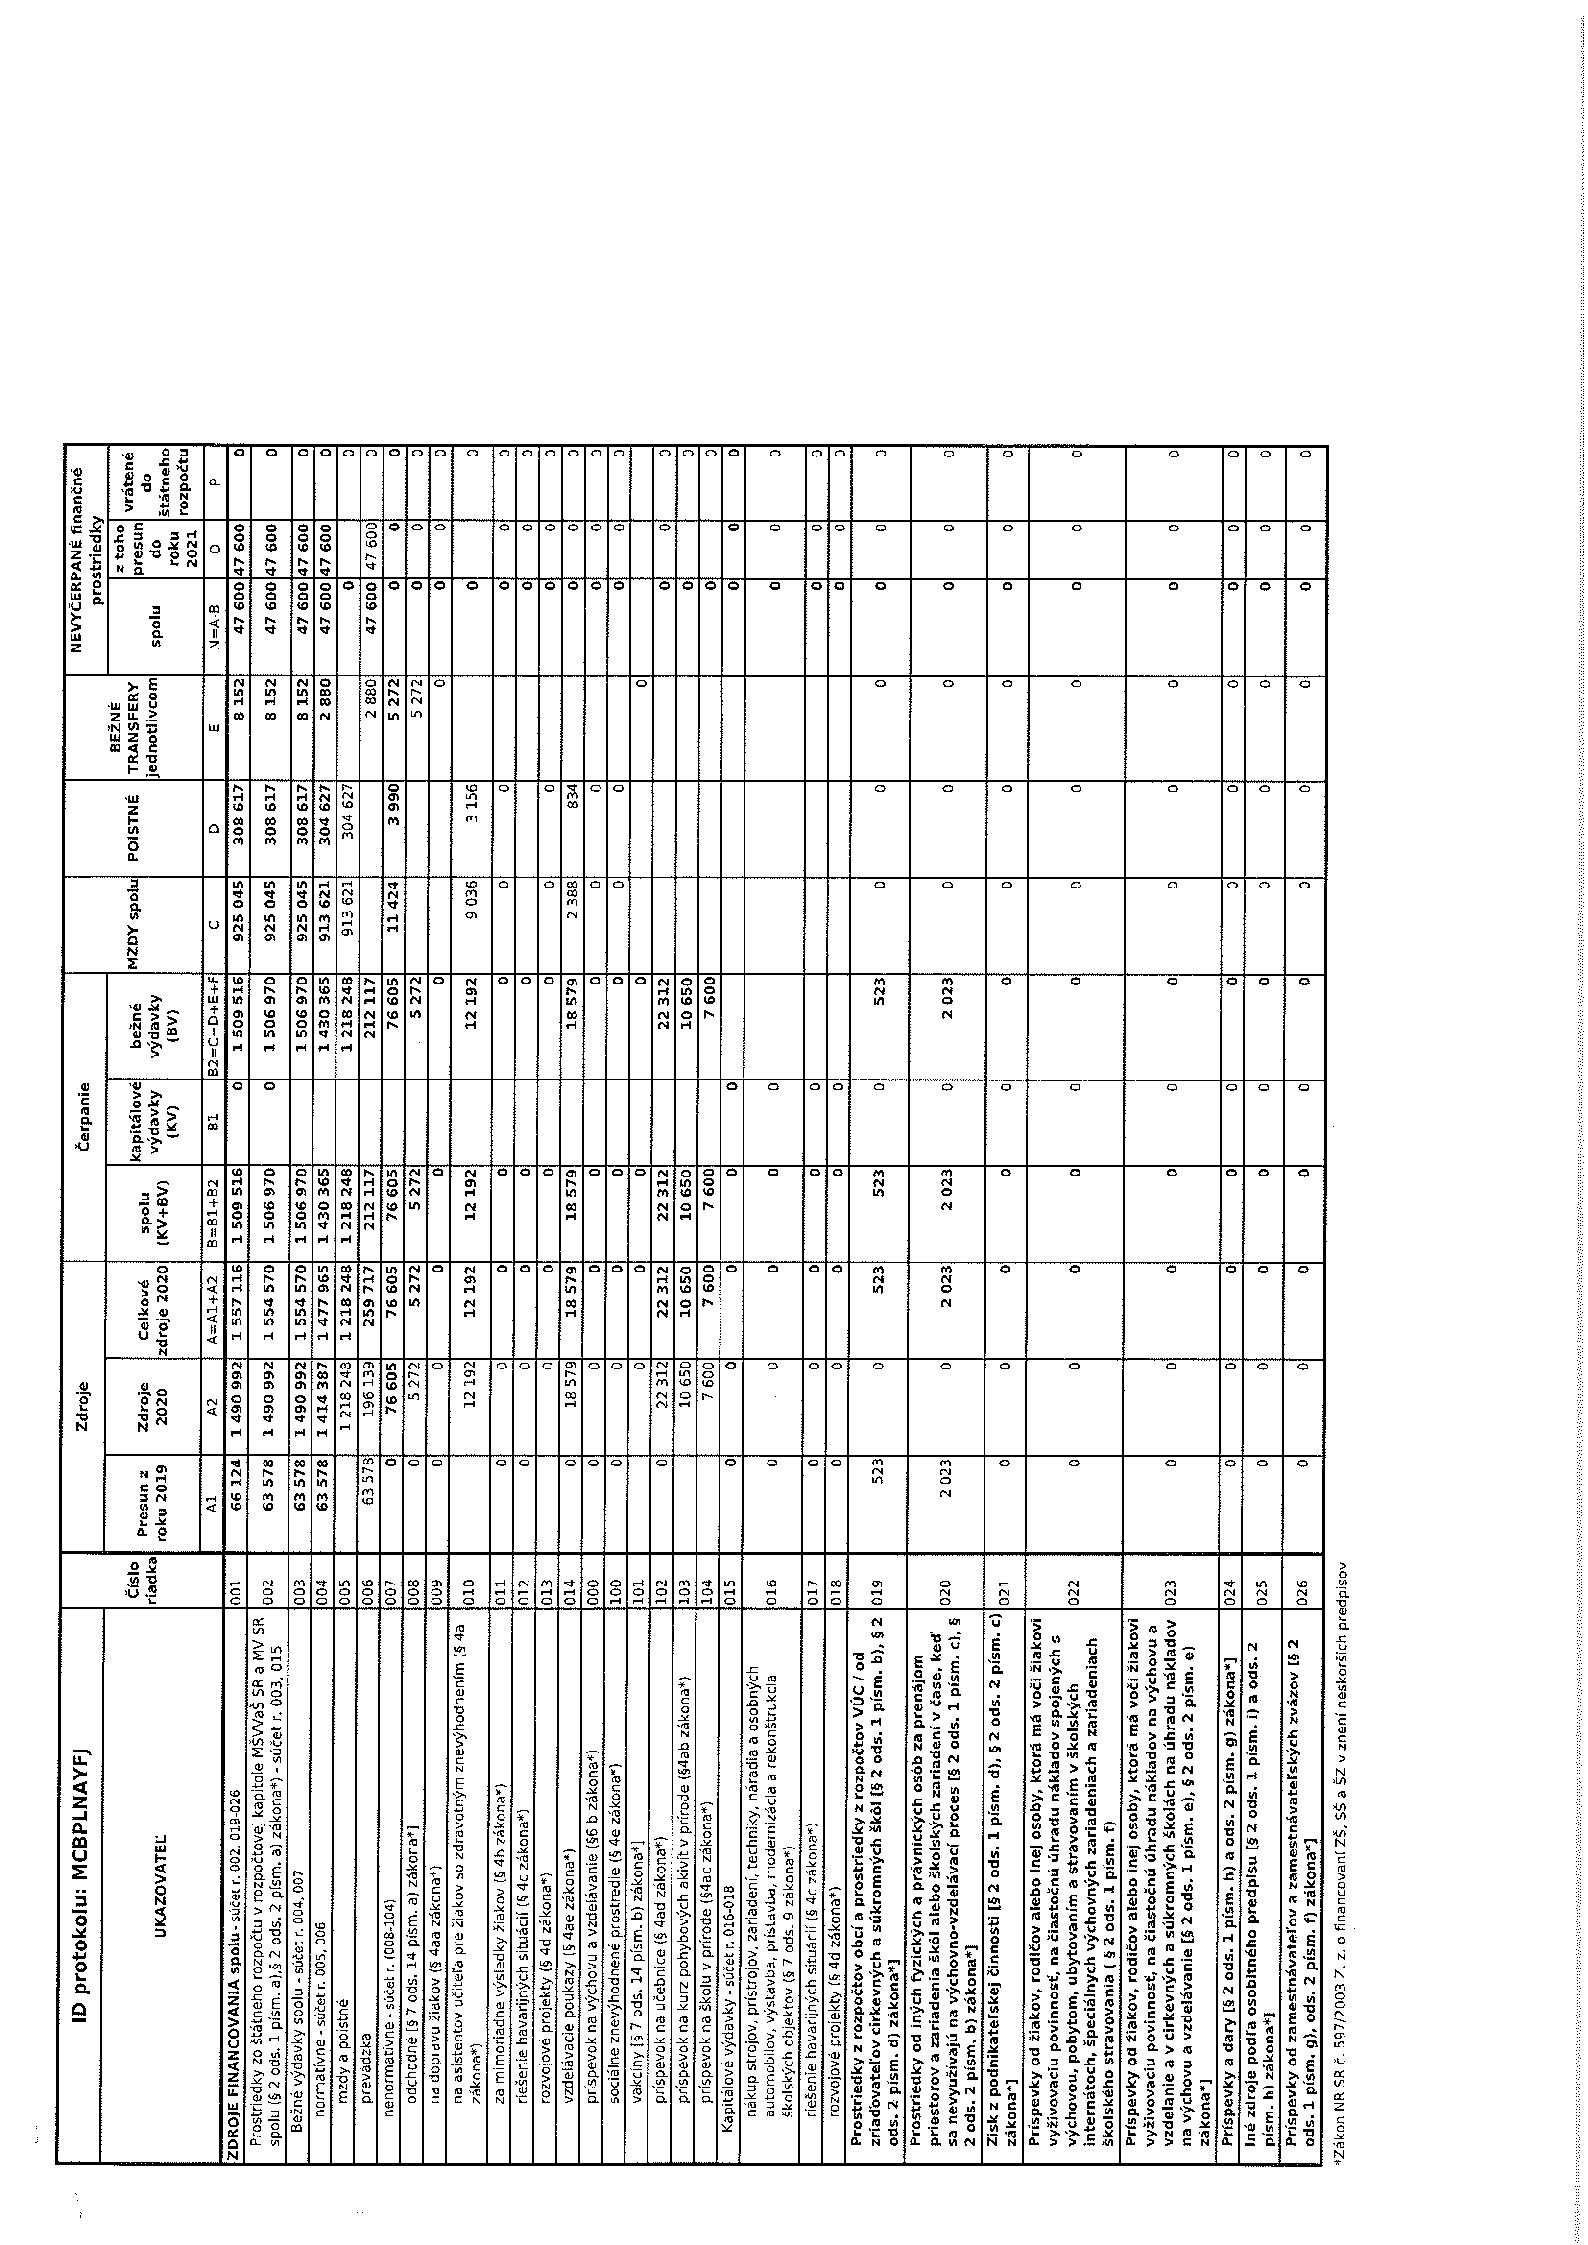 ID protokolu: MCBPLNAYFJ
Zdroje
Čerpanie
NEVYČERPANÉ finančné prostriedky
UKAZOVATEĽ
Číslo riadka
Presun z roku 2019
Zdroje 2020
Celkové zdroje 2020
spolu (KV+BV)
kapitálové výdavky (KV)
bežné výdavky (BV)
MZDY spolu
POISTNÉ
BEŽNÉ TRANSFERY jednotlivcom
spolu
z toho presun do roku 2021
vrátené do štátneho rozpočtu
A1 A2 A=A1+A2 B=B1+B2 B1 B2=C-D+E+F C D E N=A-B O P
ZDROJE FINANCOVANIA spolu - súčet r. 002, 019-026 001 66 124 1 490 992 1 557 116 1 509 516 0 1 509 516 925 045 308 617 8 152 47 600 47 600 0
Prostriedky zo štátneho rozpočtu v rozpočtove, kapitole MŠVVaŠ SR a MV SR
spolu (§ 2 ods. 1 písm. a),§ 2 ods. 2 písm. a) zákona*) - súčet r. 003, 015 002 63 578 1 490 992 1 554 570 1 506 970 0 1 506 970 925 045 308 617 8 152 47 600 47 600 0
Bežné výdavky spolu - súčet r. 004, 007 003 63 578 1 490 992 1 554 570 1 506 970 1 506 970 925 045 308 617 8 152 47 600 47 600 0
normatívne - súčet r. 005, 006 004 63 578 1 414 387 1 477 965 1 430 365 1 430 365 913 621 304 627 2 880 47 600 47 600 0
mzdy a poistné 005 1 218 248 1 218 248 1 218 248 1 218 248 913 621 304 627 0 0
prevádzka 006 63 578 196 139 259 717 212 117 212 117 2 880 47 600 47 600 0
nenormatívne - súčet r. (008-104) 007 0 76 605 76 605 76 605 76 605 11 424 3 990 5 272 0 0 0
odchodné [§ 7 ods. 14 písm. a) zákona*] 008 0 5 272 5 272 5 272 5 272 5 272 0 0 0
na dopravu žiakov (§ 4aa zákona*) 009 0 0 0 0 0 0 0 0 0
na asistentov učiteľa pre žiakov so zdravotným znevýhodnením (§ 4a
zákona*) 010 12 192 12 192 12 192 12 192 9 036 3 156 0 0
za mimoriadne výsledky žiakov (§ 4b zákona*) 011 0 0 0 0 0 0 0 0 0 0
riešenie havarijných situácií (§ 4c zákona*) 012 0 0 0 0 0 0 0 0
rozvojové projekty (§ 4d zákona*) 013 0 0 0 0 0 0 0 0 0
vzdelávacie poukazy (§ 4ae zákona*) 014 0 18 579 18 579 18 579 18 579 2 388 834 0 0 0
príspevok na výchovu a vzdelávanie (§6 b zákona*) 000 0 0 0 0 0 0 0 0 0 0
sociálne znevýhodnené prostredie (§ 4e zákona*) 100 0 0 0 0 0 0 0 0 0 0
vakcíny [§ 7 ods. 14 písm. b) zákona*] 101 0 0 0 0 0
príspevok na učebnice (§ 4ad zákona*) 102 0 22 312 22 312 22 312 22 312 0 0 0
príspevok na kurz pohybových aktivít v prírode (§4ab zákona*) 103 10 650 10 650 10 650 10 650 0 0
príspevok na školu v prírode (§4ac zákona*) 104 7 600 7 600 7 600 7 600 0 0
Kapitálové výdavky - súčet r. 016-018 015 0 0 0 0 0 0 0 0
nákup strojov, prístrojov, zariadení, techniky, náradia a osobných
automobilov, výstavba, prístavba, modernizácia a rekonštrukcia
školských objektov (§ 7 ods. 9 zákona*) 016 0 0 0 0 0 0 0 0
riešenie havarijných situácií (§ 4c zákona*) 017 0 0 0 0 0 0 0 0
rozvojové projekty (§ 4d zákona*) 018 0 0 0 0 0 0 0 0
Prostriedky z rozpočtov obcí a prostriedky z rozpočtov VÚC / od
zriaďovateľov cirkevných a súkromných škôl [§ 2 ods. 1 písm. b), § 2
ods. 2 písm. d) zákona*] 019 523 0 523 523 0 523 0 0 0 0 0 0
Prostriedky od iných fyzických a právnických osôb za prenájom
priestorov a zariadenia škôl alebo školských zariadení v čase, keď
sa nevyužívajú na výchovno-vzdelávací proces [§ 2 ods. 1 písm. c), §
2 ods. 2 písm. b) zákona*] 020 2 023 0 2 023 2 023 0 2 023 0 0 0 0 0 0
Zisk z podnikateľskej činnosti [§ 2 ods. 1 písm. d), § 2 ods. 2 písm. c)
zákona*] 021 0 0 0 0 0 0 0 0 0 0 0 0
Príspevky od žiakov, rodičov alebo inej osoby, ktorá má voči žiakovi
vyživovaciu povinnosť, na čiastočnú úhradu nákladov spojených s
výchovou, pobytom, ubytovaním a stravovaním v školských
internátoch, špeciálnych výchovných zariadeniach a zariadeniach
školského stravovania ( § 2 ods. 1 písm. f) 022 0 0 0 0 0 0 0 0 0 0 0 0
Príspevky od žiakov, rodičov alebo inej osoby, ktorá má voči žiakovi
vyživovaciu povinnosť, na čiastočnú úhradu nákladov na výchovu a
vzdelanie a v cirkevných a súkromných školách na úhradu nákladov
na výchovu a vzdelávanie [§ 2 ods. 1 písm. e), § 2 ods. 2 písm. e)
zákona*] 023 0 0 0 0 0 0 0 0 0 0 0 0
Príspevky a dary [§ 2 ods. 1 písm. h) a ods. 2 písm. g) zákona*] 024 0 0 0 0 0 0 0 0 0 0 0 0
Iné zdroje podľa osobitného predpisu [§ 2 ods. 1 písm. i) a ods. 2
písm. h) zákona*] 025 0 0 0 0 0 0 0 0 0 0 0 0
Príspevky od zamestnávateľov a zamestnávateľských zväzov [§ 2
ods. 1 písm. g), ods. 2 písm. f) zákona*] 026 0 0 0 0 0 0 0 0 0 0 0 0
*Zákon NR SR č. 597/2003 Z. z. o financovaní ZŠ, SŠ a ŠZ v znení neskorších predpisov